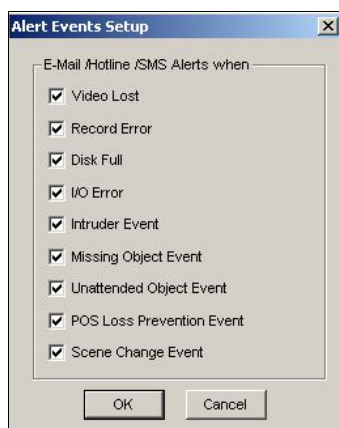 Alert Events Setup
E-Mail /Hotline /SMS Alerts when
Video Lost
Record Error
Disk Full
I/O Error
Intruder Event
Missing Object Event
Unattended Object Event
POS Loss Prevention Event
Scene Change Event
OK Cancel